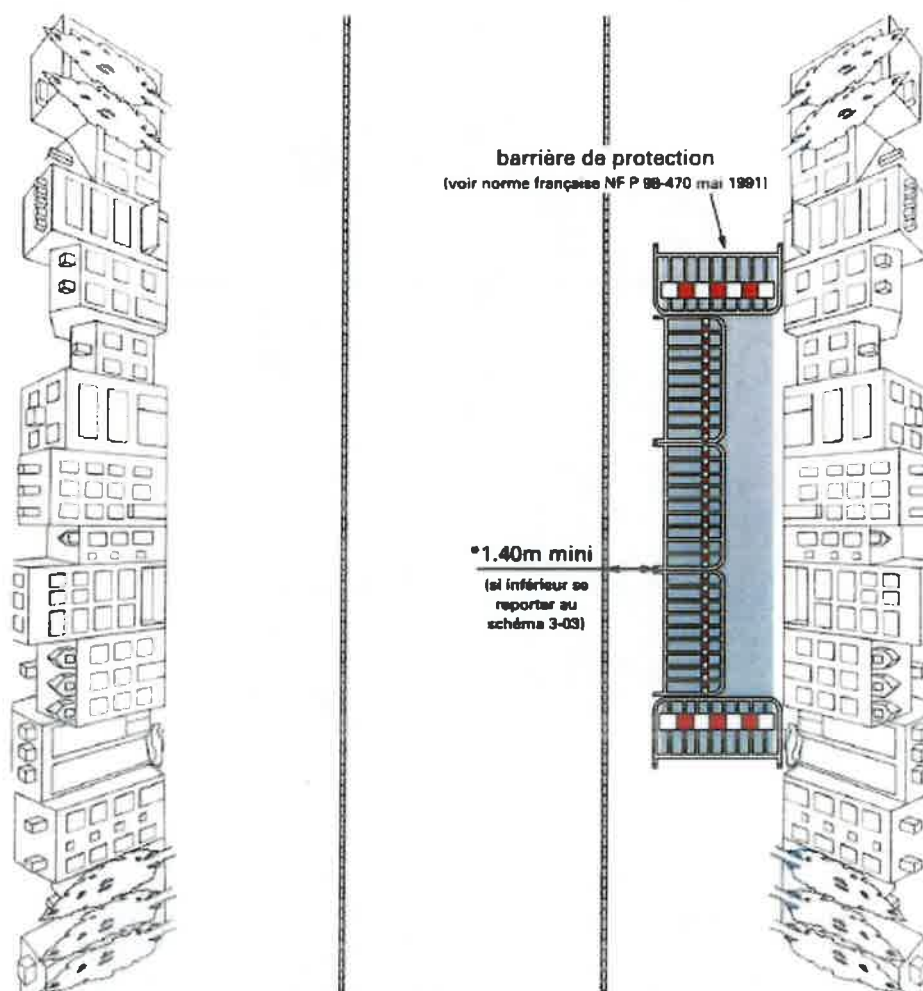 barrière de protection
(voir norme française NF P 98-470 mai 1991)
*1.40m mini
(si inférieur se
reporter au
schéma 3-03)